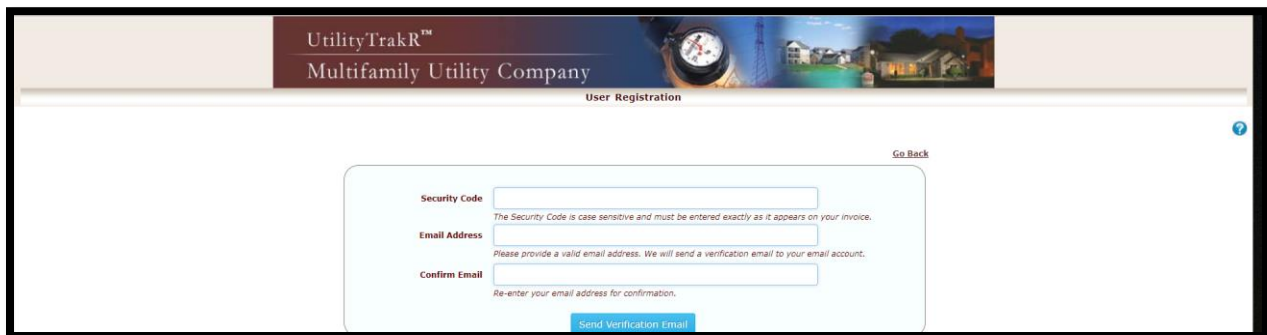 UtilityTrakR™
Multifamily Utility Company
User Registration
?
Go Back
Security Code
The Security Code is case sensitive and must be entered exactly as it appears on your invoice.
Email Address
Please provide a valid email address. We will send a verification email to your email account.
Confirm Email
Re-enter your email address for confirmation.
Send Verification Email